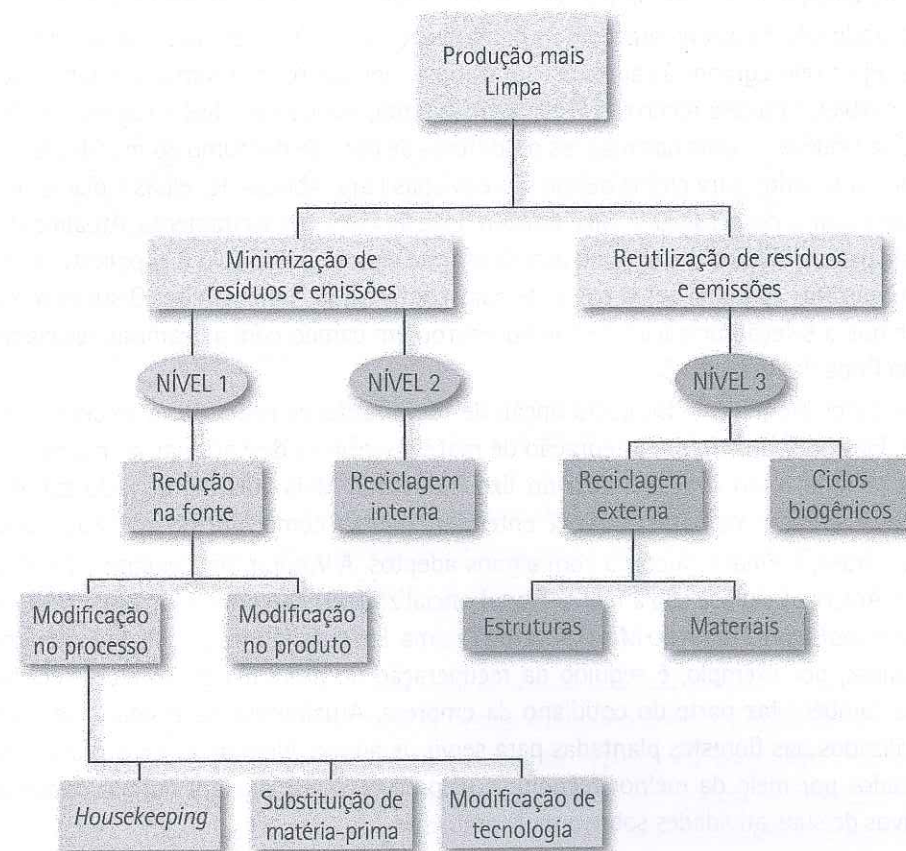 Produção mais
Limpa
Minimização de
resíduos e emissões
Reutilização de resíduos
e emissões
NÍVEL 1
NÍVEL 2
NÍVEL 3
Redução
na fonte
Reciclagem
interna
Reciclagem
externa
Ciclos
biogênicos
Modificação
no processo
Modificação
no produto
Estruturas
Materiais
Housekeeping
Substituição de
matéria-prima
Modificação de
tecnologia